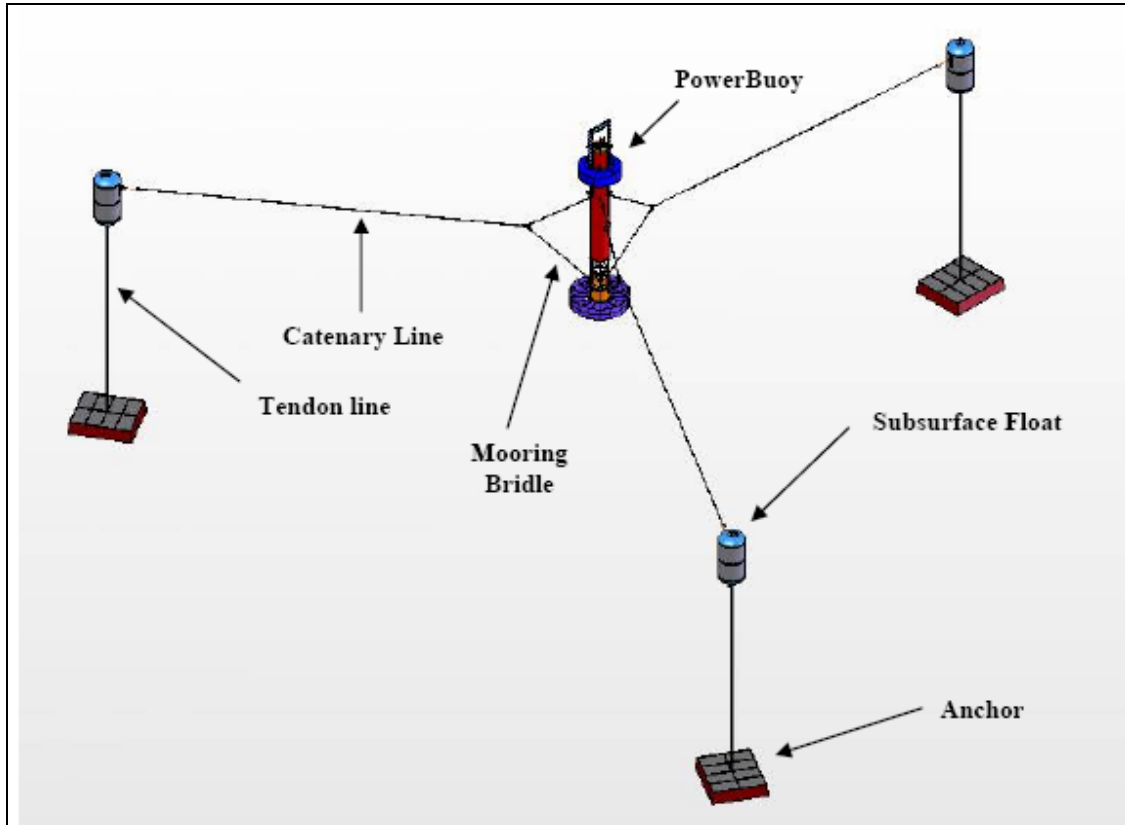 PowerBuoy
Catenary Line
Tendon line
Mooring
Bridle
Subsurface Float
Anchor